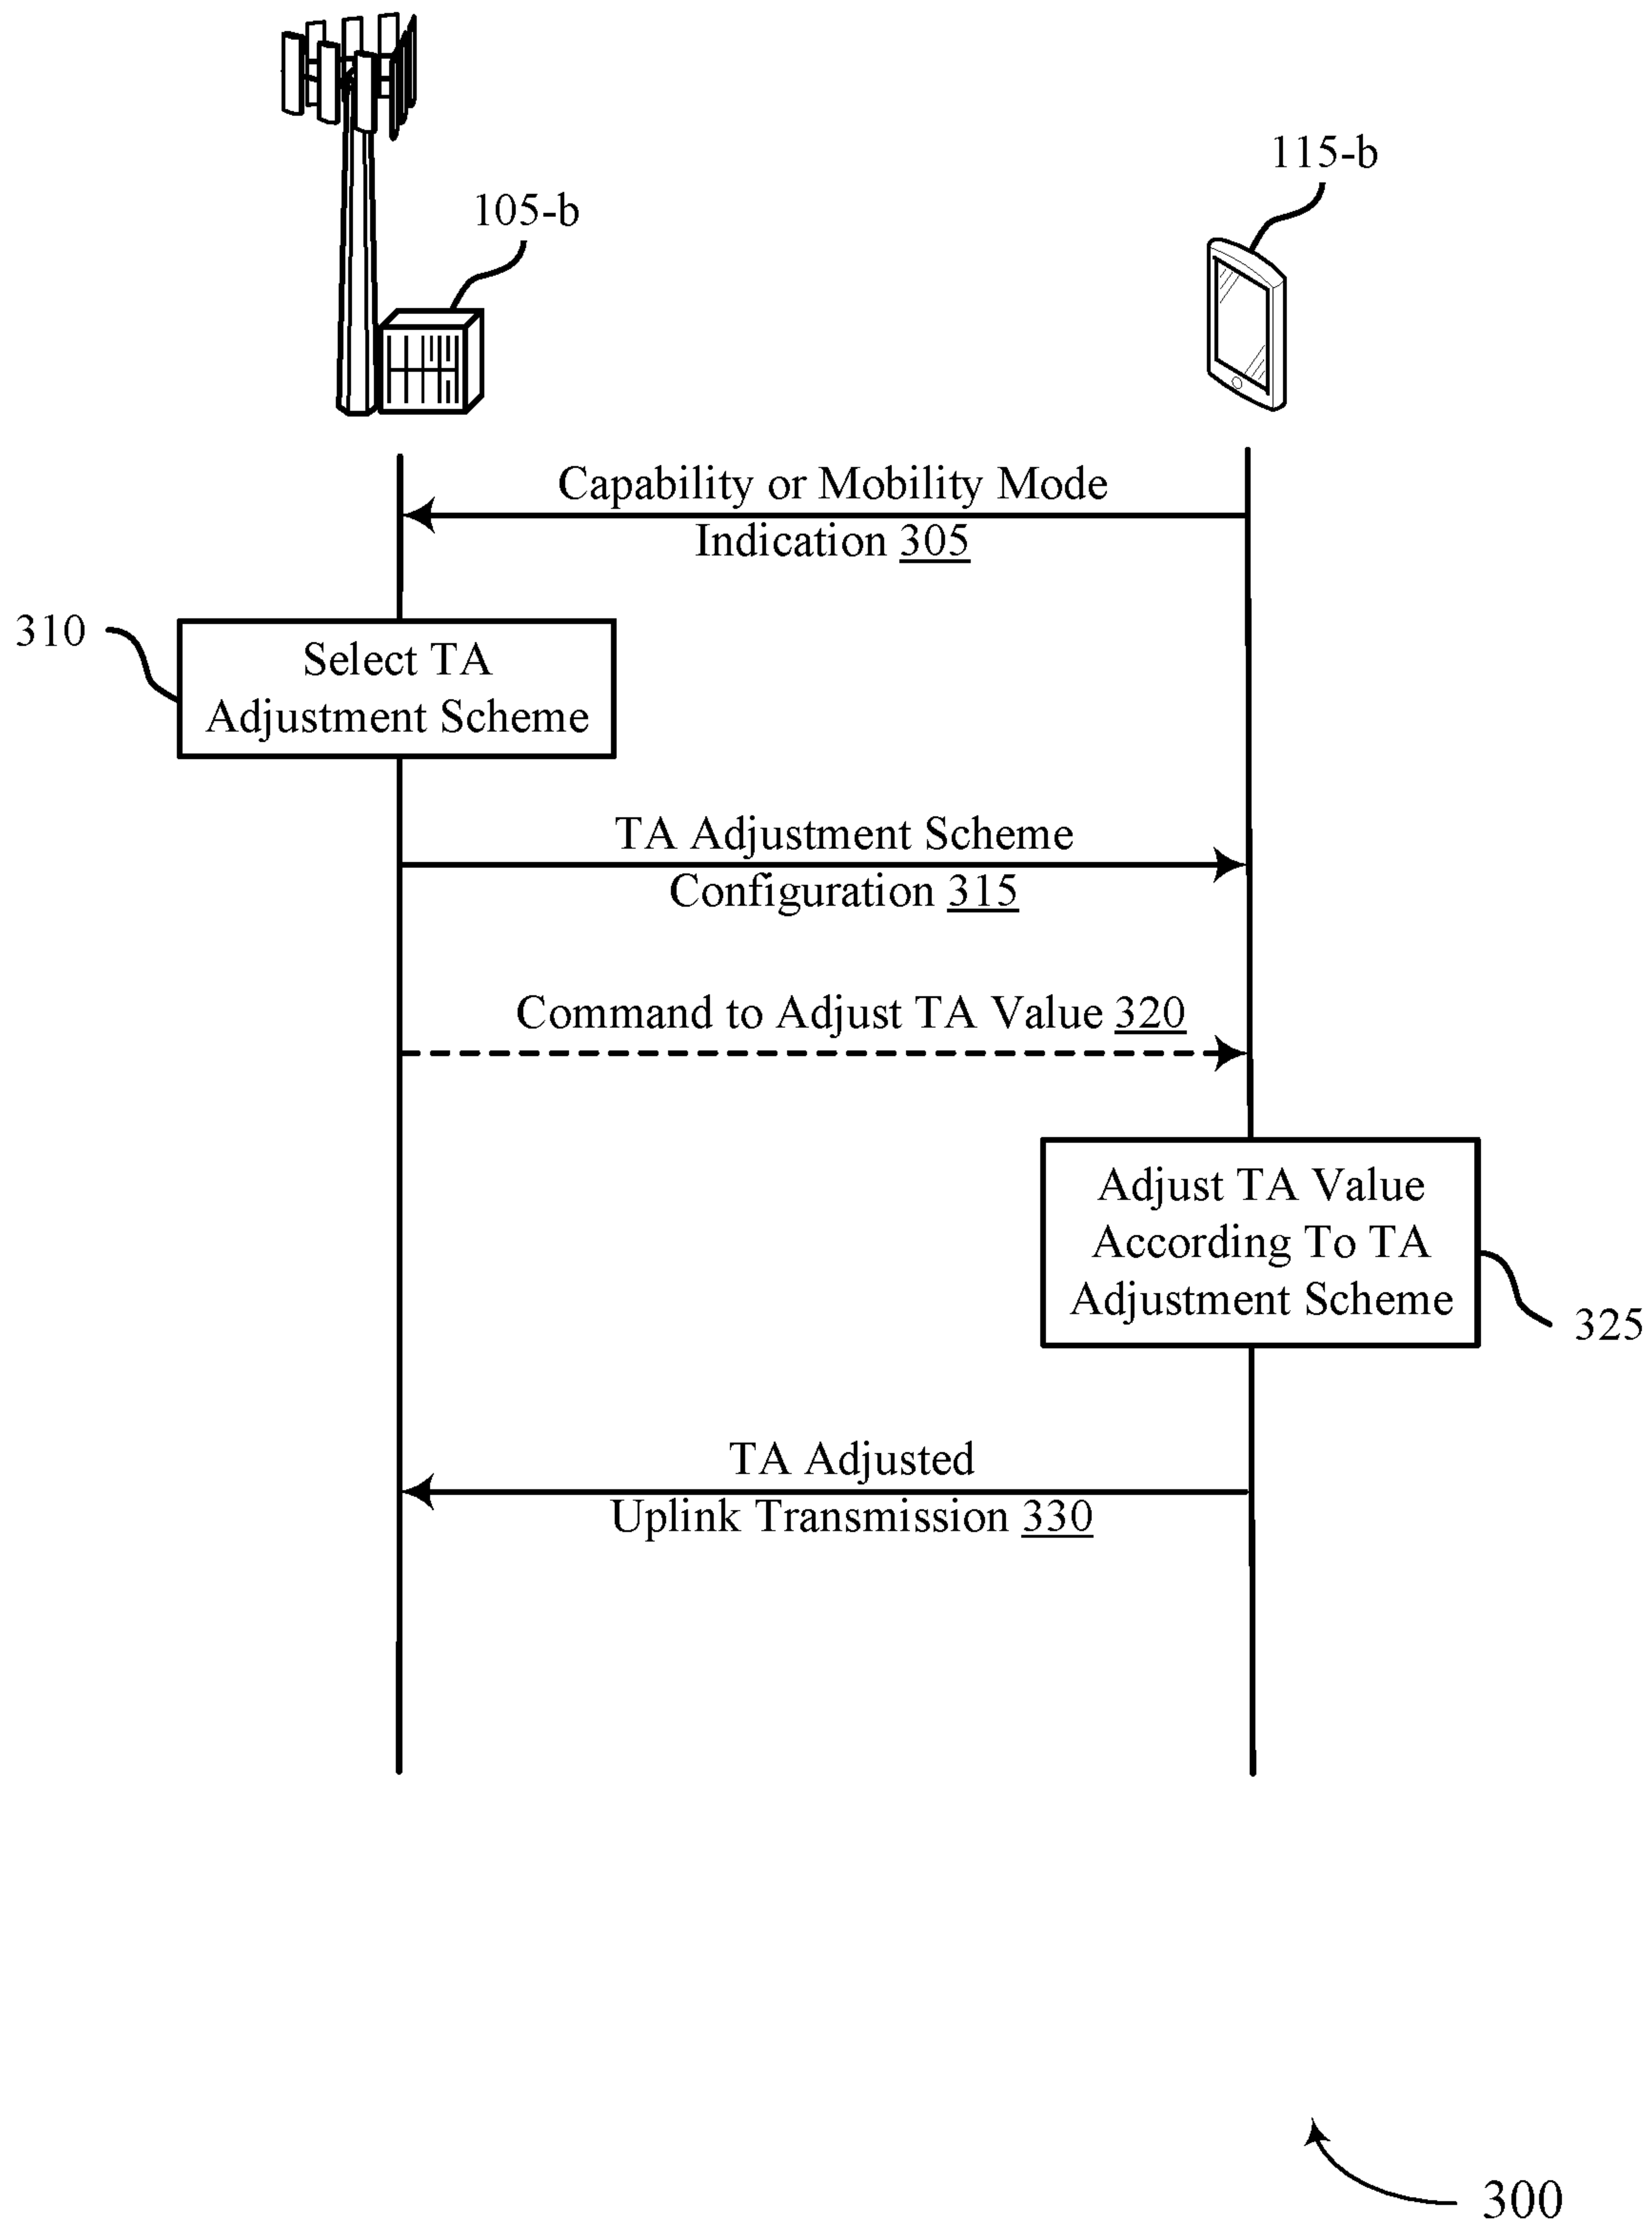 115-b
105-b
Capability or Mobility Mode
Indication 305
310
Select TA
Adjustment Scheme
TA Adjustment Scheme
Configuration 315
Command to Adjust TA Value 320
Adjust TA Value
According To TA
Adjustment Scheme
325
TA Adjusted
Uplink Transmission 330
300